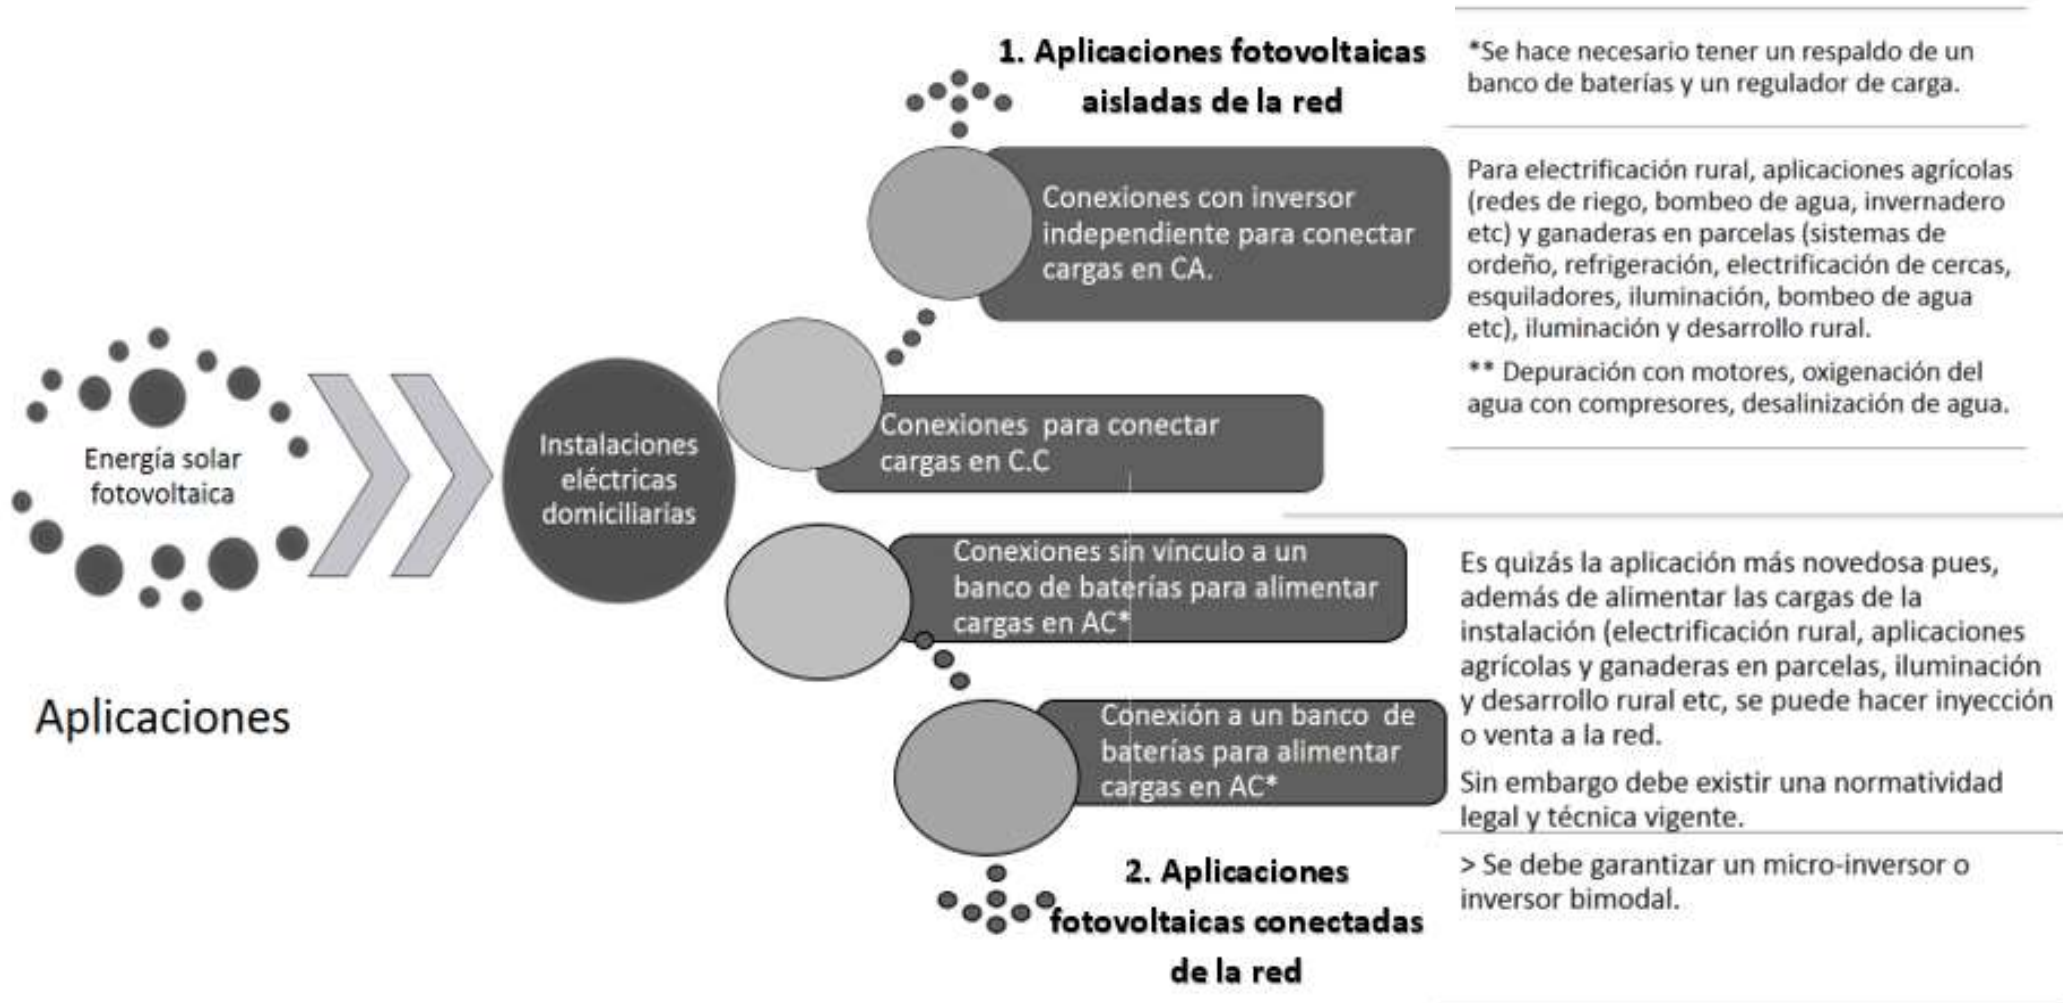 Energía solar
fotovoltaica
Aplicaciones
Instalaciones
eléctricas
domiciliarias
1. Aplicaciones fotovoltaicas
aisladas de la red
Conexiones con inversor
independiente para conectar
cargas en CA.
Conexiones para conectar
cargas en C.C
Conexiones sin vínculo a un
banco de baterías para alimentar
cargas en AC*
Conexión a un banco de
baterías para alimentar
cargas en AC*
2. Aplicaciones
fotovoltaicas conectadas
de la red
*Se hace necesario tener un respaldo de un
banco de baterías y un regulador de carga.
Para electrificación rural, aplicaciones agrícolas
(redes de riego, bombeo de agua, invernadero
etc) y ganaderas en parcelas (sistemas de
ordeño, refrigeración, electrificación de cercas,
esquiladores, iluminación, bombeo de agua
etc), iluminación y desarrollo rural.
** Depuración con motores, oxigenación del
agua con compresores, desalinización de agua.
Es quizás la aplicación más novedosa pues,
además de alimentar las cargas de la
instalación (electrificación rural, aplicaciones
agrícolas y ganaderas en parcelas, iluminación
y desarrollo rural etc, se puede hacer inyección
o venta a la red.
Sin embargo debe existir una normatividad
legal y técnica vigente.
> Se debe garantizar un micro-inversor o
inversor bimodal.